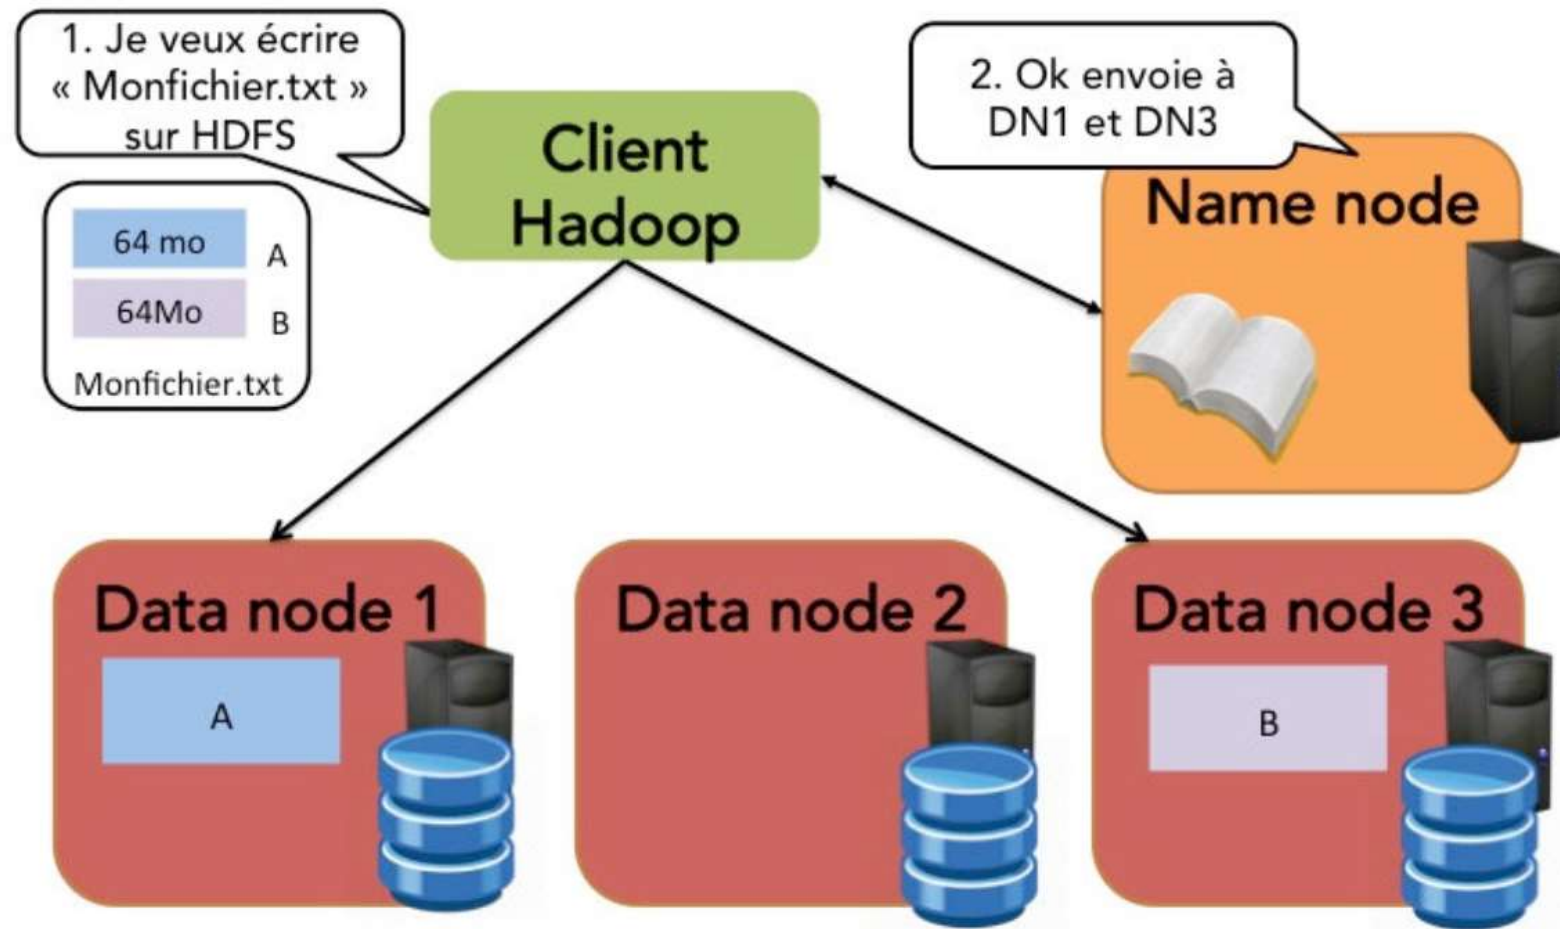 1. Je veux écrire
« Monfichier.txt »
sur HDFS
2. Ok envoie à
DN1 et DN3
Client
Hadoop
Name node
64 mo
A
64Mo
B
Monfichier.txt
Data node 1
A
Data node 2
Data node 3
B